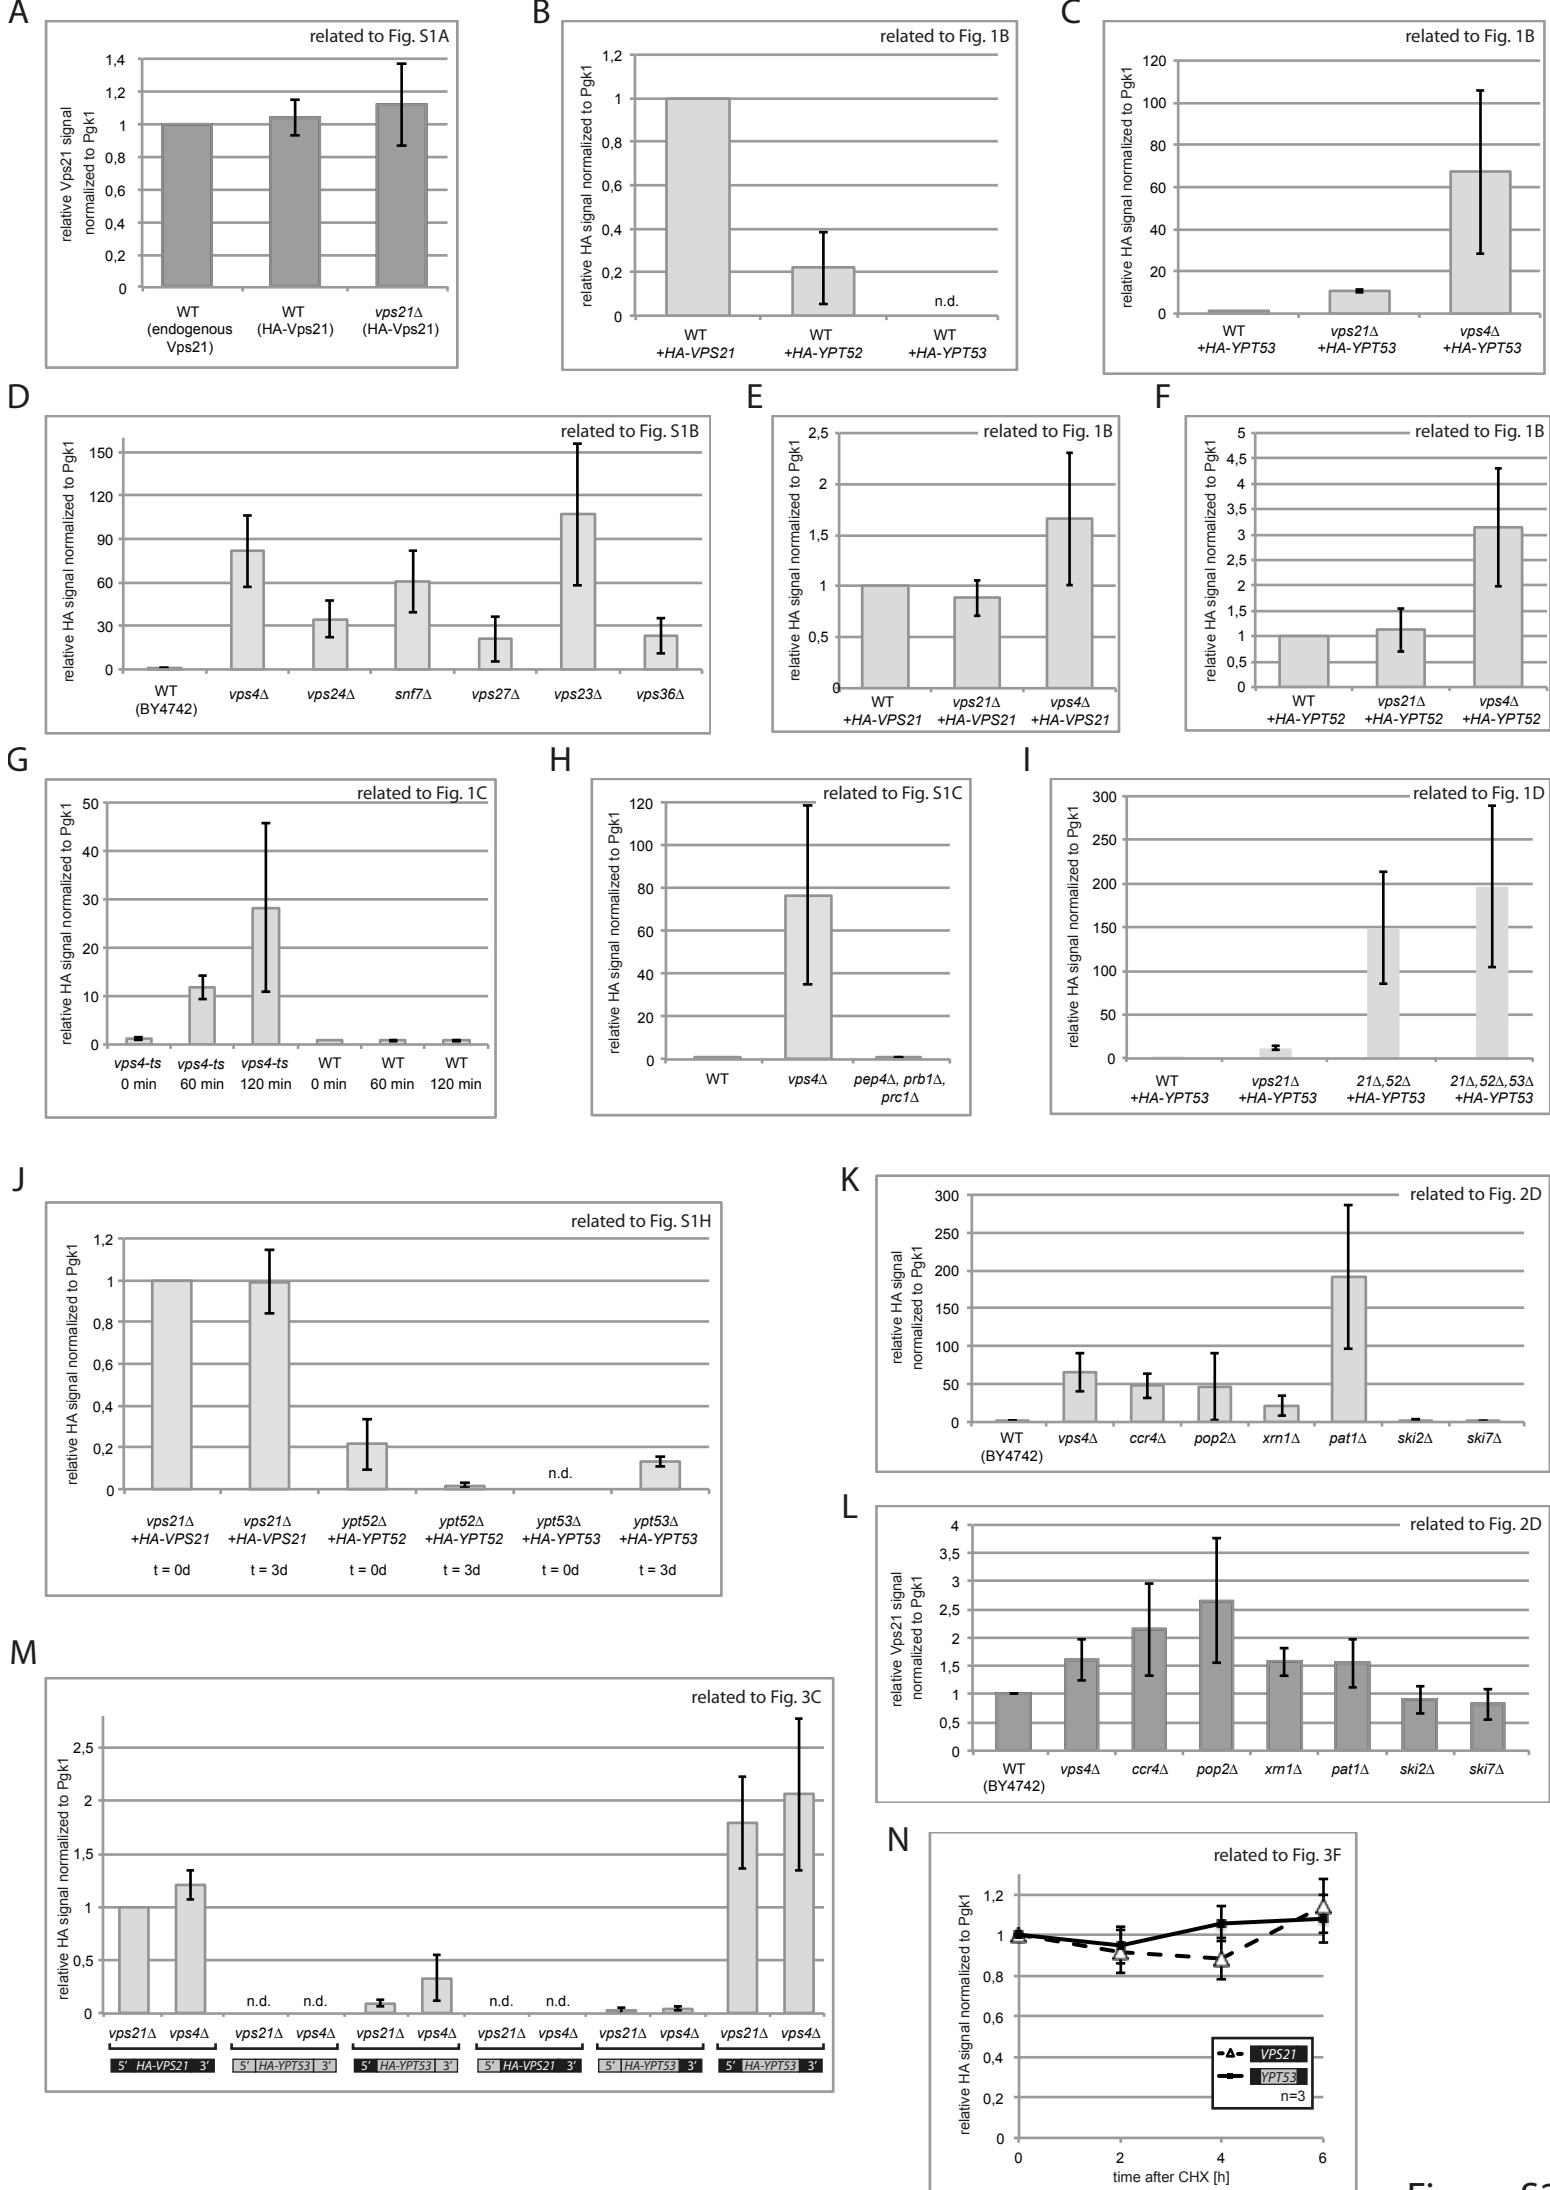 A
related to Fig. S1A
relative Vps21 signal
normalized to Pgk1
1,4
1,2
1
0,8
0,6
0,4
0,2
0
WT
(endogenous
Vps21)
WT
(HA-Vps21)
vps21Δ
(HA-Vps21)
B
related to Fig. 1B
relative HA signal normalized to Pgk1
1,2
1
0,8
0,6
0,4
0,2
0
n.d.
WT
+HA-VPS21
WT
+HA-YPT52
WT
+HA-YPT53
C
related to Fig. 1B
relative HA signal normalized to Pgk1
120
100
80
60
40
20
0
WT
+HA-YPT53
vps21Δ
+HA-YPT53
vps4Δ
+HA-YPT53
D
related to Fig. S1B
relative HA signal normalized to Pgk1
150
120
90
60
30
0
WT
(BY4742)
vps4Δ
vps24Δ
snf7Δ
vps27Δ
vps23Δ
vps36Δ
E
related to Fig. 1B
relative HA signal normalized to Pgk1
2,5
2
1,5
1
0,5
0
WT
+HA-VPS21
vps21Δ
+HA-VPS21
vps4Δ
+HA-VPS21
F
related to Fig. 1B
relative HA signal normalized to Pgk1
5
4,5
4
3,5
3
2,5
2
1,5
1
0,5
0
WT
+HA-YPT52
vps21Δ
+HA-YPT52
vps4Δ
+HA-YPT52
G
related to Fig. 1C
relative HA signal normalized to Pgk1
50
40
30
20
10
0
vps4-ts
0 min
vps4-ts
60 min
vps4-ts
120 min
WT
0 min
WT
60 min
WT
120 min
H
related to Fig. S1C
relative HA signal normalized to Pgk1
120
100
80
60
40
20
0
WT
vps4Δ
pep4Δ, prb1Δ,
prc1Δ
I
related to Fig. 1D
relative HA signal normalized to Pgk1
300
250
200
150
100
50
0
WT
+HA-YPT53
vps21Δ
+HA-YPT53
21Δ,52Δ
+HA-YPT53
21Δ,52Δ,53Δ
+HA-YPT53
J
related to Fig. S1H
relative HA signal normalized to Pgk1
1,2
1
0,8
0,6
0,4
0,2
0
n.d.
vps21Δ
+HA-VPS21
t = 0d
vps21Δ
+HA-VPS21
t = 3d
ypt52Δ
+HA-YPT52
t = 0d
ypt52Δ
+HA-YPT52
t = 3d
ypt53Δ
+HA-YPT53
t = 0d
ypt53Δ
+HA-YPT53
t = 3d
K
related to Fig. 2D
relative HA signal
normalized to Pgk1
300
250
200
150
100
50
0
WT
(BY4742)
vps4Δ
ccr4Δ
pop2Δ
xrn1Δ
pat1Δ
ski2Δ
ski7Δ
L
related to Fig. 2D
relative Vps21 signal
normalized to Pgk1
4
3,5
3
2,5
2
1,5
1
0,5
0
WT
(BY4742)
vps4Δ
ccr4Δ
pop2Δ
xrn1Δ
pat1Δ
ski2Δ
ski7Δ
M
related to Fig. 3C
relative HA signal normalized to Pgk1
2,5
2
1,5
1
0,5
0
n.d. n.d. n.d. n.d.
vps21Δ vps4Δ vps21Δ vps4Δ vps21Δ vps4Δ vps21Δ vps4Δ vps21Δ vps4Δ vps21Δ vps4Δ
5' HA-VPS21 3' 5' HA-YPT53 3' 5' HA-YPT53 3' 5' HA-VPS21 3' 5' HA-YPT53 3' 5' HA-YPT53 3'
N
related to Fig. 3F
relative HA signal normalized to Pgk1
1,2
1
0,8
0,6
0,4
0,2
0
VPS21
YPT53
n=3
0 2 4 6
time after CHX [h]